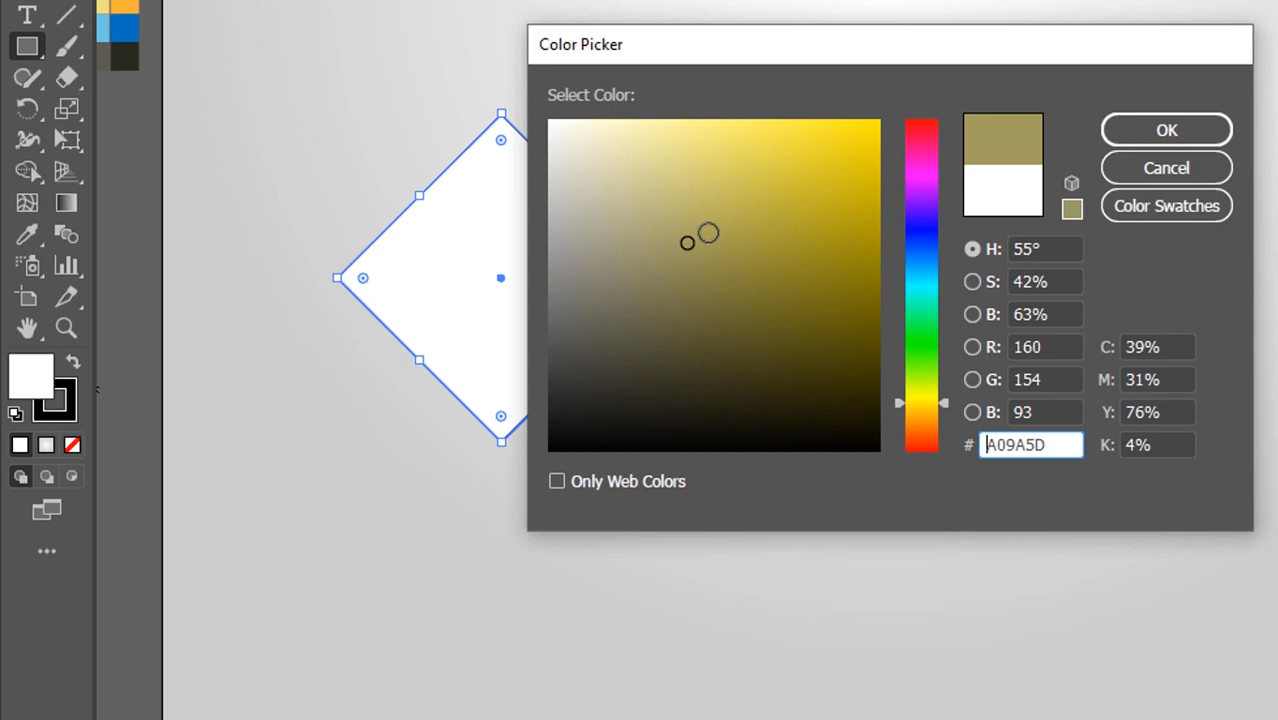 Color Picker
Select Color:
OK
Cancel
Color Swatches
H: 55°
S: 42%
B: 63%
R: 160 C: 39%
G: 154 M: 31%
B: 93 Y: 76%
# A09A5D K: 4%
Only Web Colors